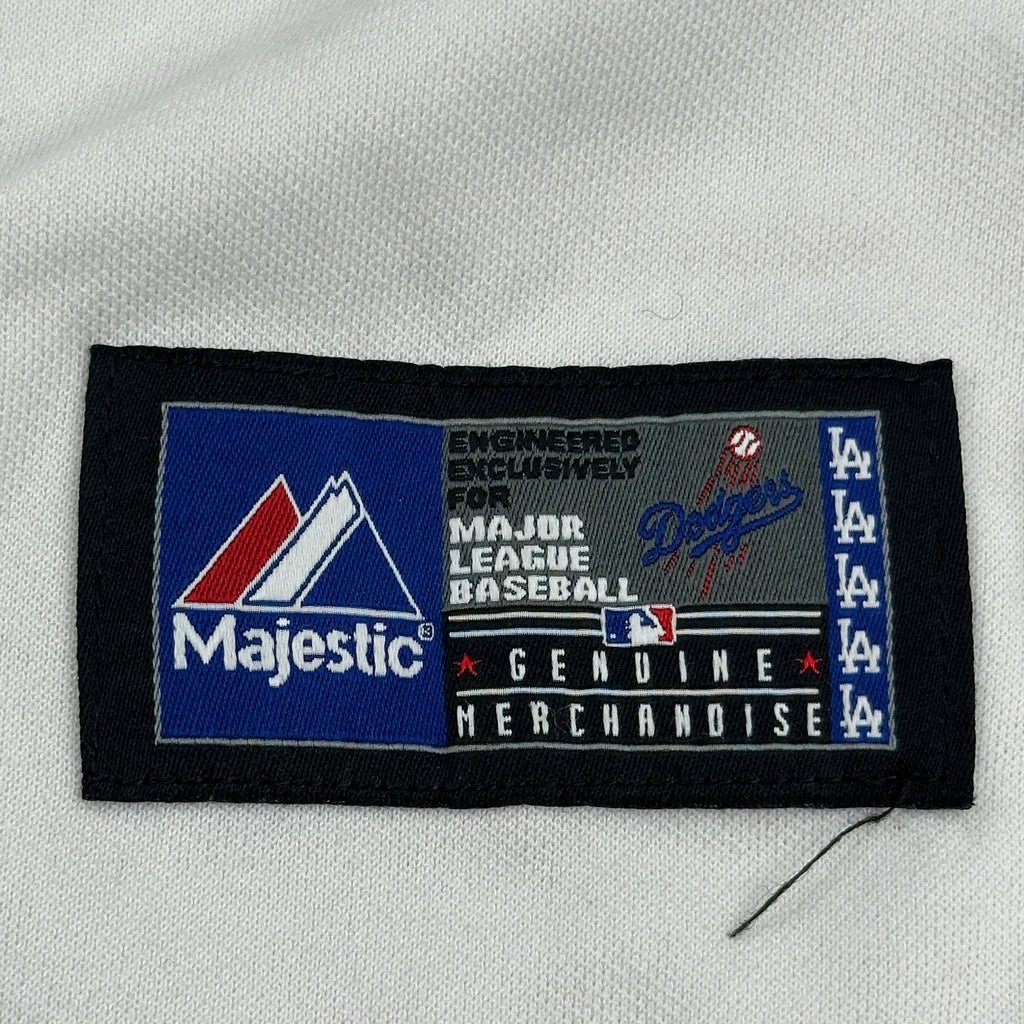 Majestic®
ENGINEERED
EXCLUSIVELY
FOR
MAJOR
LEAGUE
BASEBALL
Dodgers
GENUINE
MERCHANDISE
LA
LA
LA
LA
LA